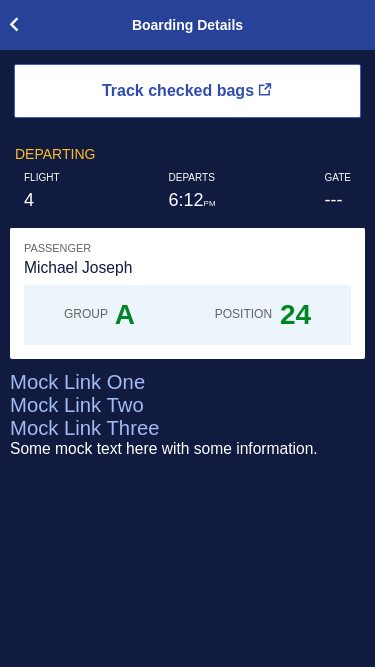 Boarding Details
Track checked bags
DEPARTING
FLIGHT DEPARTS GATE
4 6:12PM ---
PASSENGER
Michael Joseph
GROUP A POSITION 24
Mock Link One
Mock Link Two
Mock Link Three
Some mock text here with some information.